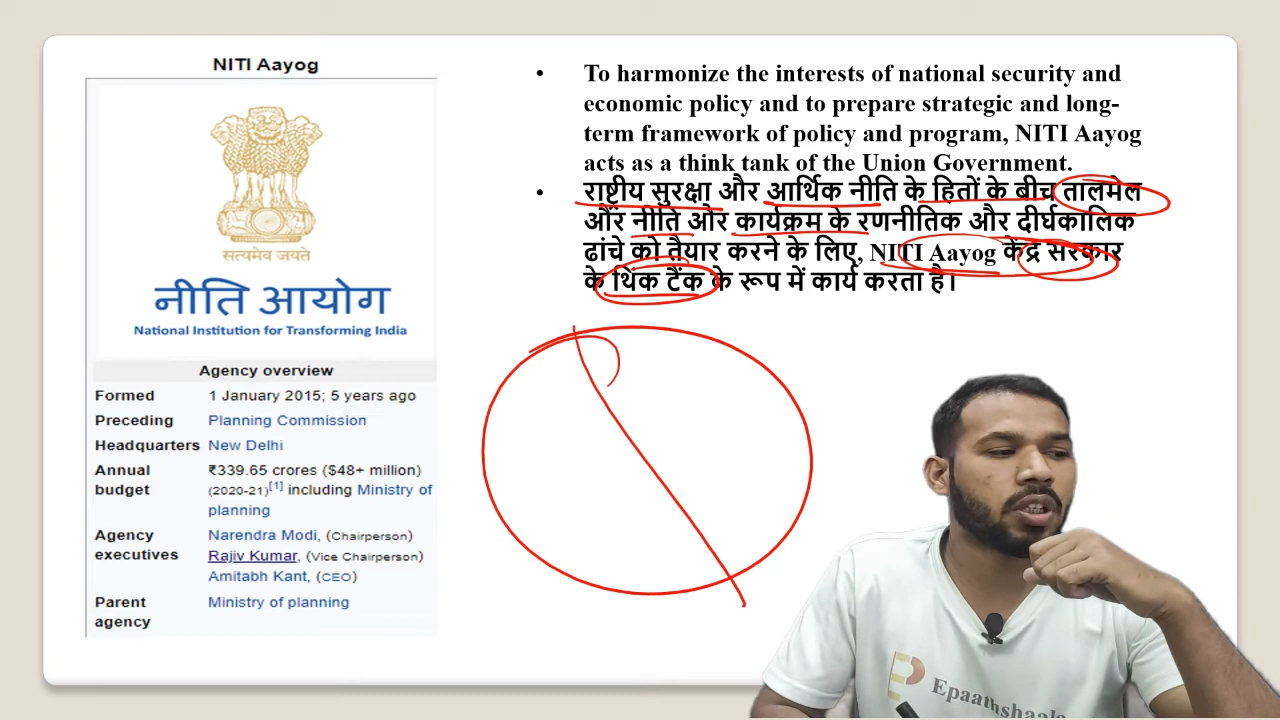 NITI Aayog
सत्यमेव जयते
नीति आयोग
National Institution for Transforming India
Agency overview
Formed 1 January 2015; 5 years ago
Preceding Planning Commission
Headquarters New Delhi
Annual budget ₹339.65 crores ($48+ million)
(2020-21)[1] including Ministry of
planning
Agency executives Narendra Modi, (Chairperson)
Rajiv Kumar, (Vice Chairperson)
Amitabh Kant, (CEO)
Parent agency Ministry of planning
• To harmonize the interests of national security and
economic policy and to prepare strategic and long-
term framework of policy and program, NITI Aayog
acts as a think tank of the Union Government.
• राष्ट्रीय सुरक्षा और आर्थिक नीति के हितों के बीच तालमेल
और नीति और कार्यक्रम के रणनीतिक और दीर्घकालिक
ढांचे को तैयार करने के लिए, NITI Aayog केंद्र सरकार
के थिंक टैंक के रूप में कार्य करता है।
Epaathshaala